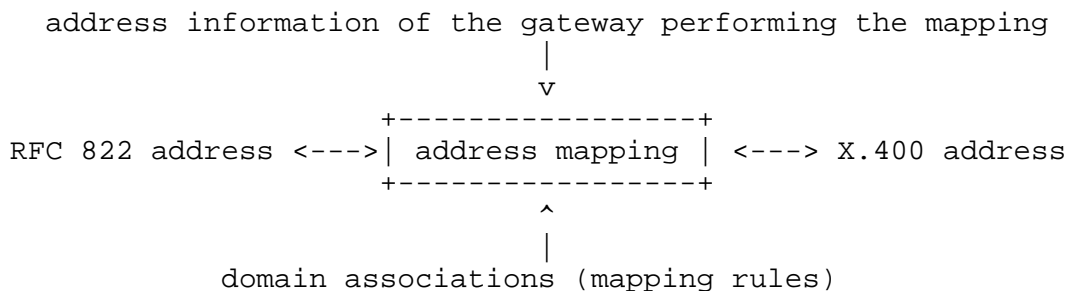 address information of the gateway performing the mapping
|
v
+-----------------+
RFC 822 address <--->| address mapping | <---> X.400 address
+-----------------+
^
|
domain associations (mapping rules)